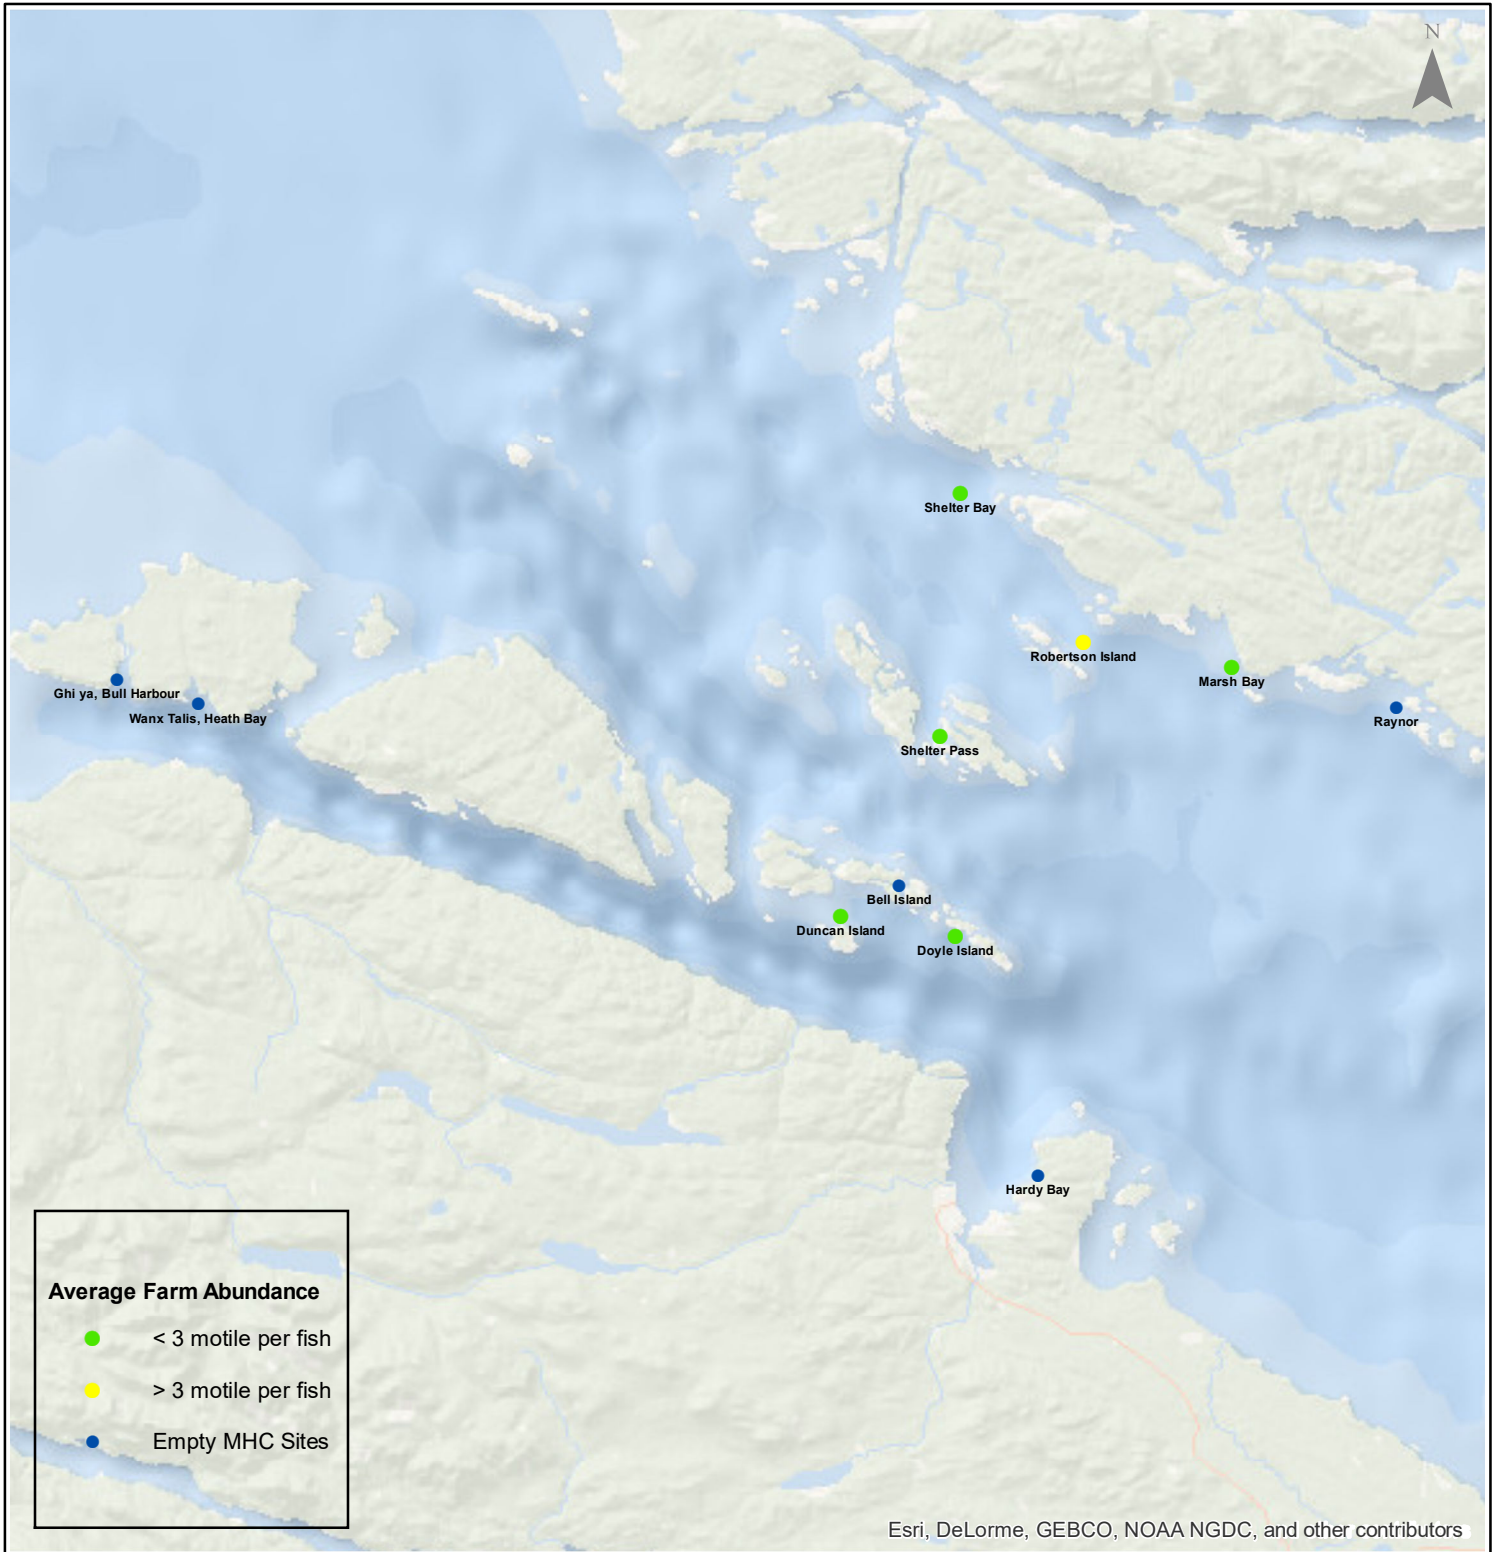 N
Shelter Bay
Robertson Island
Marsh Bay
Ghi ya, Bull Harbour
Wanx Talis, Heath Bay
Raynor
Shelter Pass
Bell Island
Duncan Island
Doyle Island
Hardy Bay
Average Farm Abundance
< 3 motile per fish
> 3 motile per fish
Empty MHC Sites
Esri, DeLorme, GEBCO, NOAA NGDC, and other contributors